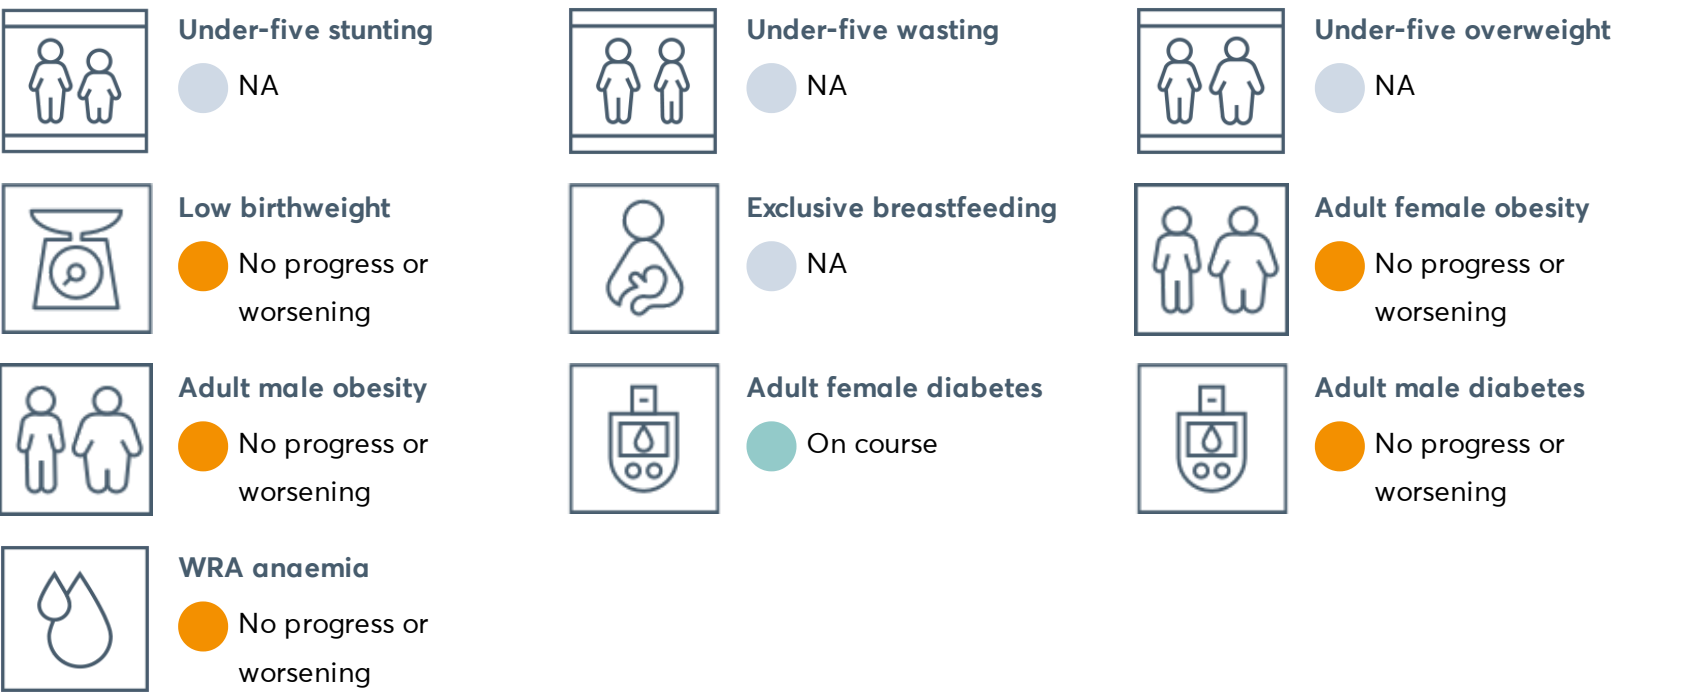 Under-five stunting
NA
Under-five wasting
NA
Under-five overweight
NA
Low birthweight
No progress or
worsening
Exclusive breastfeeding
NA
Adult female obesity
No progress or
worsening
Adult male obesity
No progress or
worsening
Adult female diabetes
On course
Adult male diabetes
No progress or
worsening
WRA anaemia
No progress or
worsening